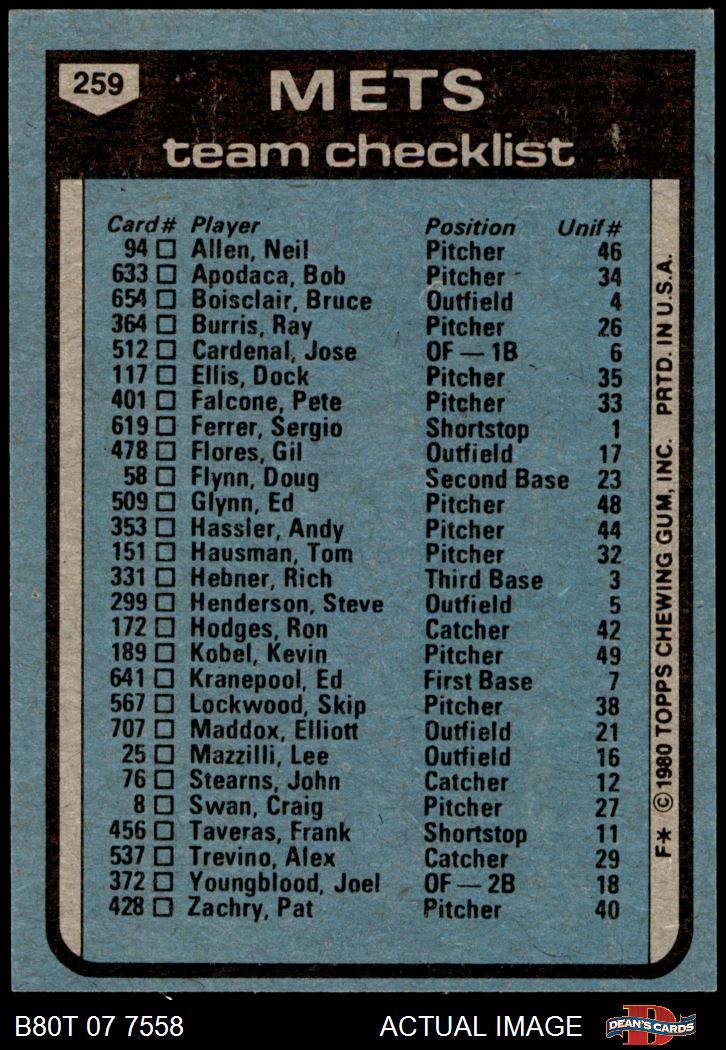 259
METS
team checklist
Card# Player Position Unif#
94 □ Allen, Neil Pitcher 46
633 □ Apodaca, Bob Pitcher 34
654 □ Boisclair, Bruce Outfield 4
364 □ Burris, Ray Pitcher 26
512 □ Cardenal, Jose OF — 1B 6
117 □ Ellis, Dock Pitcher 35
401 □ Falcone, Pete Pitcher 33
619 □ Ferrer, Sergio Shortstop 1
478 □ Flores, Gil Outfield 17
58 □ Flynn, Doug Second Base 23
509 □ Glynn, Ed Pitcher 48
353 □ Hassler, Andy Pitcher 44
151 □ Hausman, Tom Pitcher 32
331 □ Hebner, Rich Third Base 3
299 □ Henderson, Steve Outfield 5
172 □ Hodges, Ron Catcher 42
189 □ Kobel, Kevin Pitcher 49
641 □ Kranepool, Ed First Base 7
567 □ Lockwood, Skip Pitcher 38
707 □ Maddox, Elliott Outfield 21
25 □ Mazzilli, Lee Outfield 16
76 □ Stearns, John Catcher 12
8 □ Swan, Craig Pitcher 27
456 □ Taveras, Frank Shortstop 11
537 □ Trevino, Alex Catcher 29
372 □ Youngblood, Joel OF — 2B 18
428 □ Zachry, Pat Pitcher 40
F* ©1980 TOPPS CHEWING GUM, INC. PRTD. IN U.S.A.
B80T 07 7558 ACTUAL IMAGE
D
DEAN'S CARDS